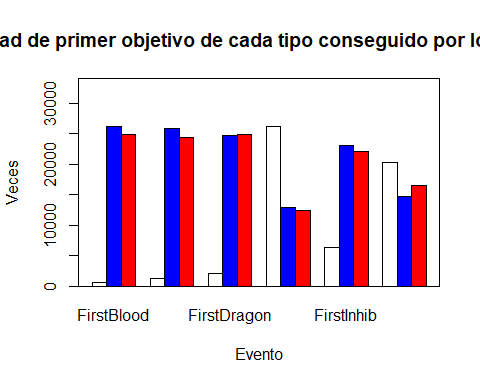 ad de primer objetivo de cada tipo conseguido por lo
Veces
30000
20000
10000
0
FirstBlood FirstDragon FirstInhib
Evento